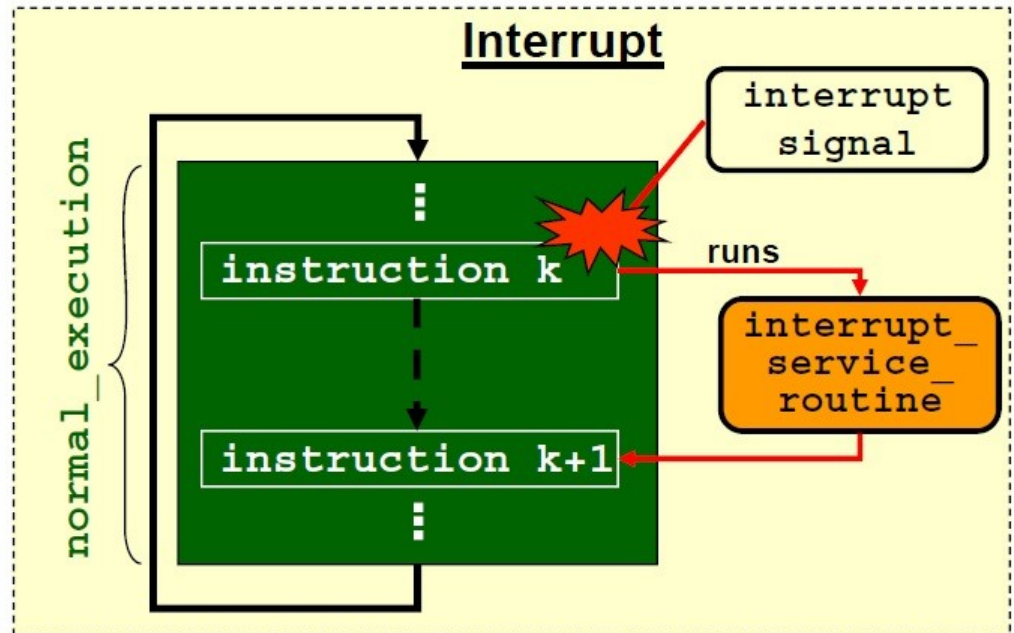 Interrupt
interrupt
signal
normal_execution
instruction k
runs
interrupt_
service_
routine
instruction k+1